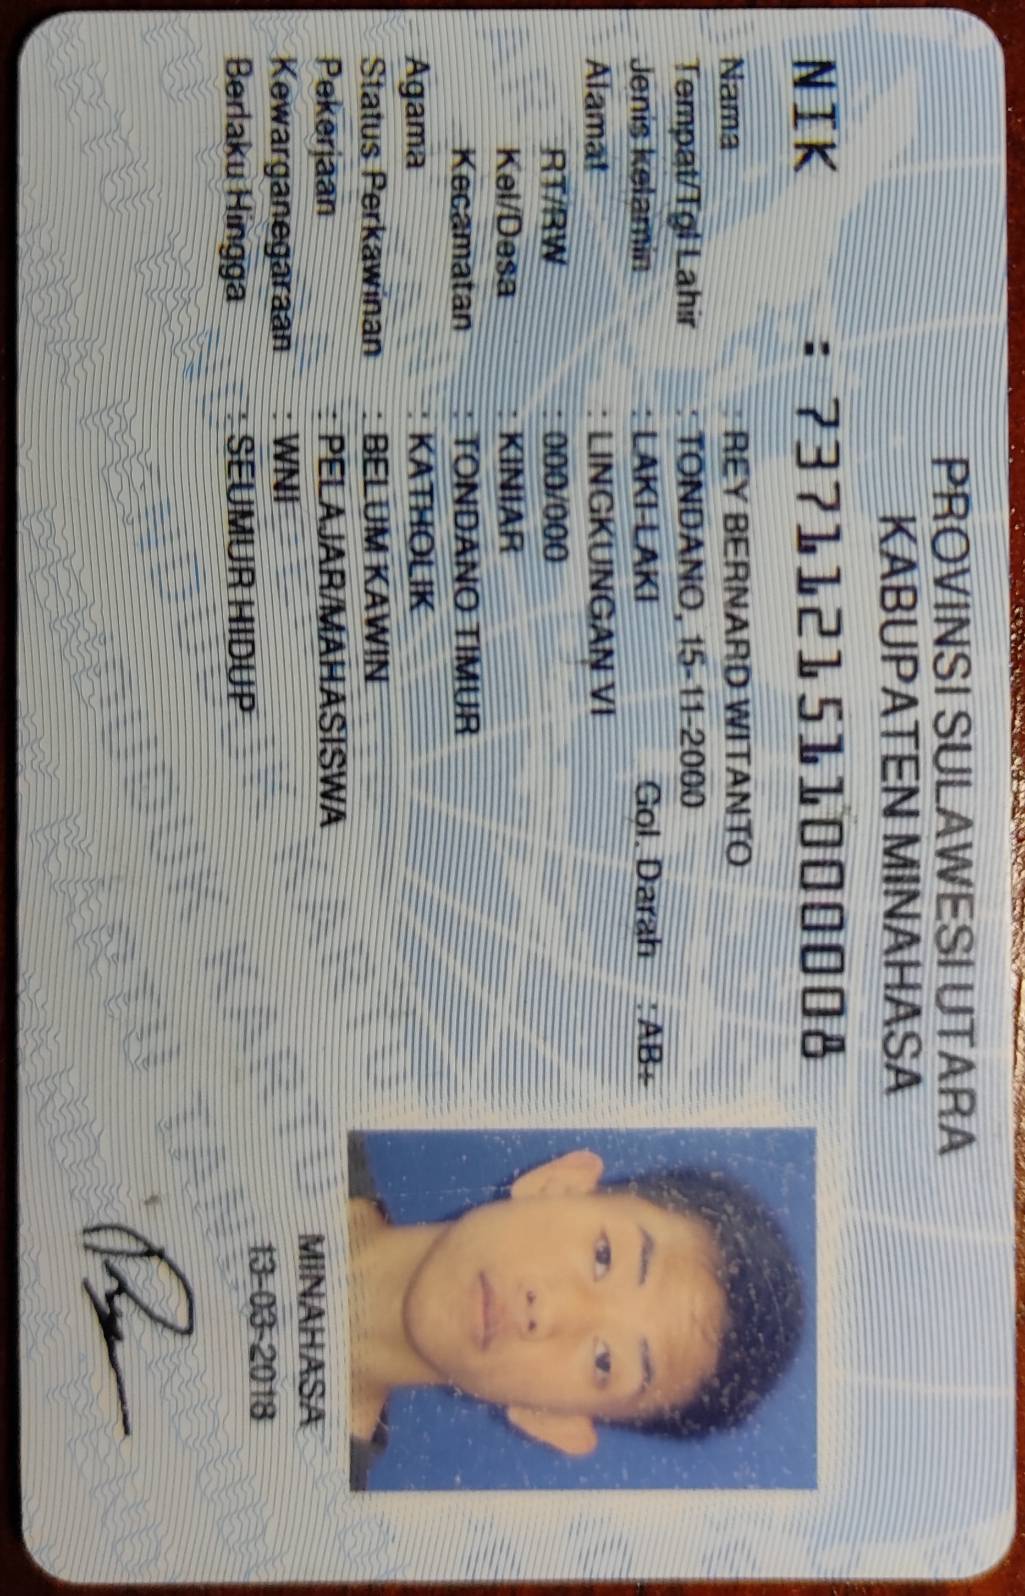 PROVINSI SULAWESI UTARA
KABUPATEN MINAHASA
NIK : 7371121511000008
Nama : REY BERNARD WITANTO
Tempat/Tgl Lahir : TONDANO, 15-11-2000
Jenis kelamin : LAKI-LAKI Gol. Darah : AB+
Alamat : LINGKUNGAN VI
RT/RW : 000/000
Kel/Desa : KINIAR
Kecamatan : TONDANO TIMUR
Agama : KATHOLIK
Status Perkawinan : BELUM KAWIN
Pekerjaan : PELAJAR/MAHASISWA
Kewarganegaraan : WNI
Berlaku Hingga : SEUMUR HIDUP
MINAHASA
13-03-2018